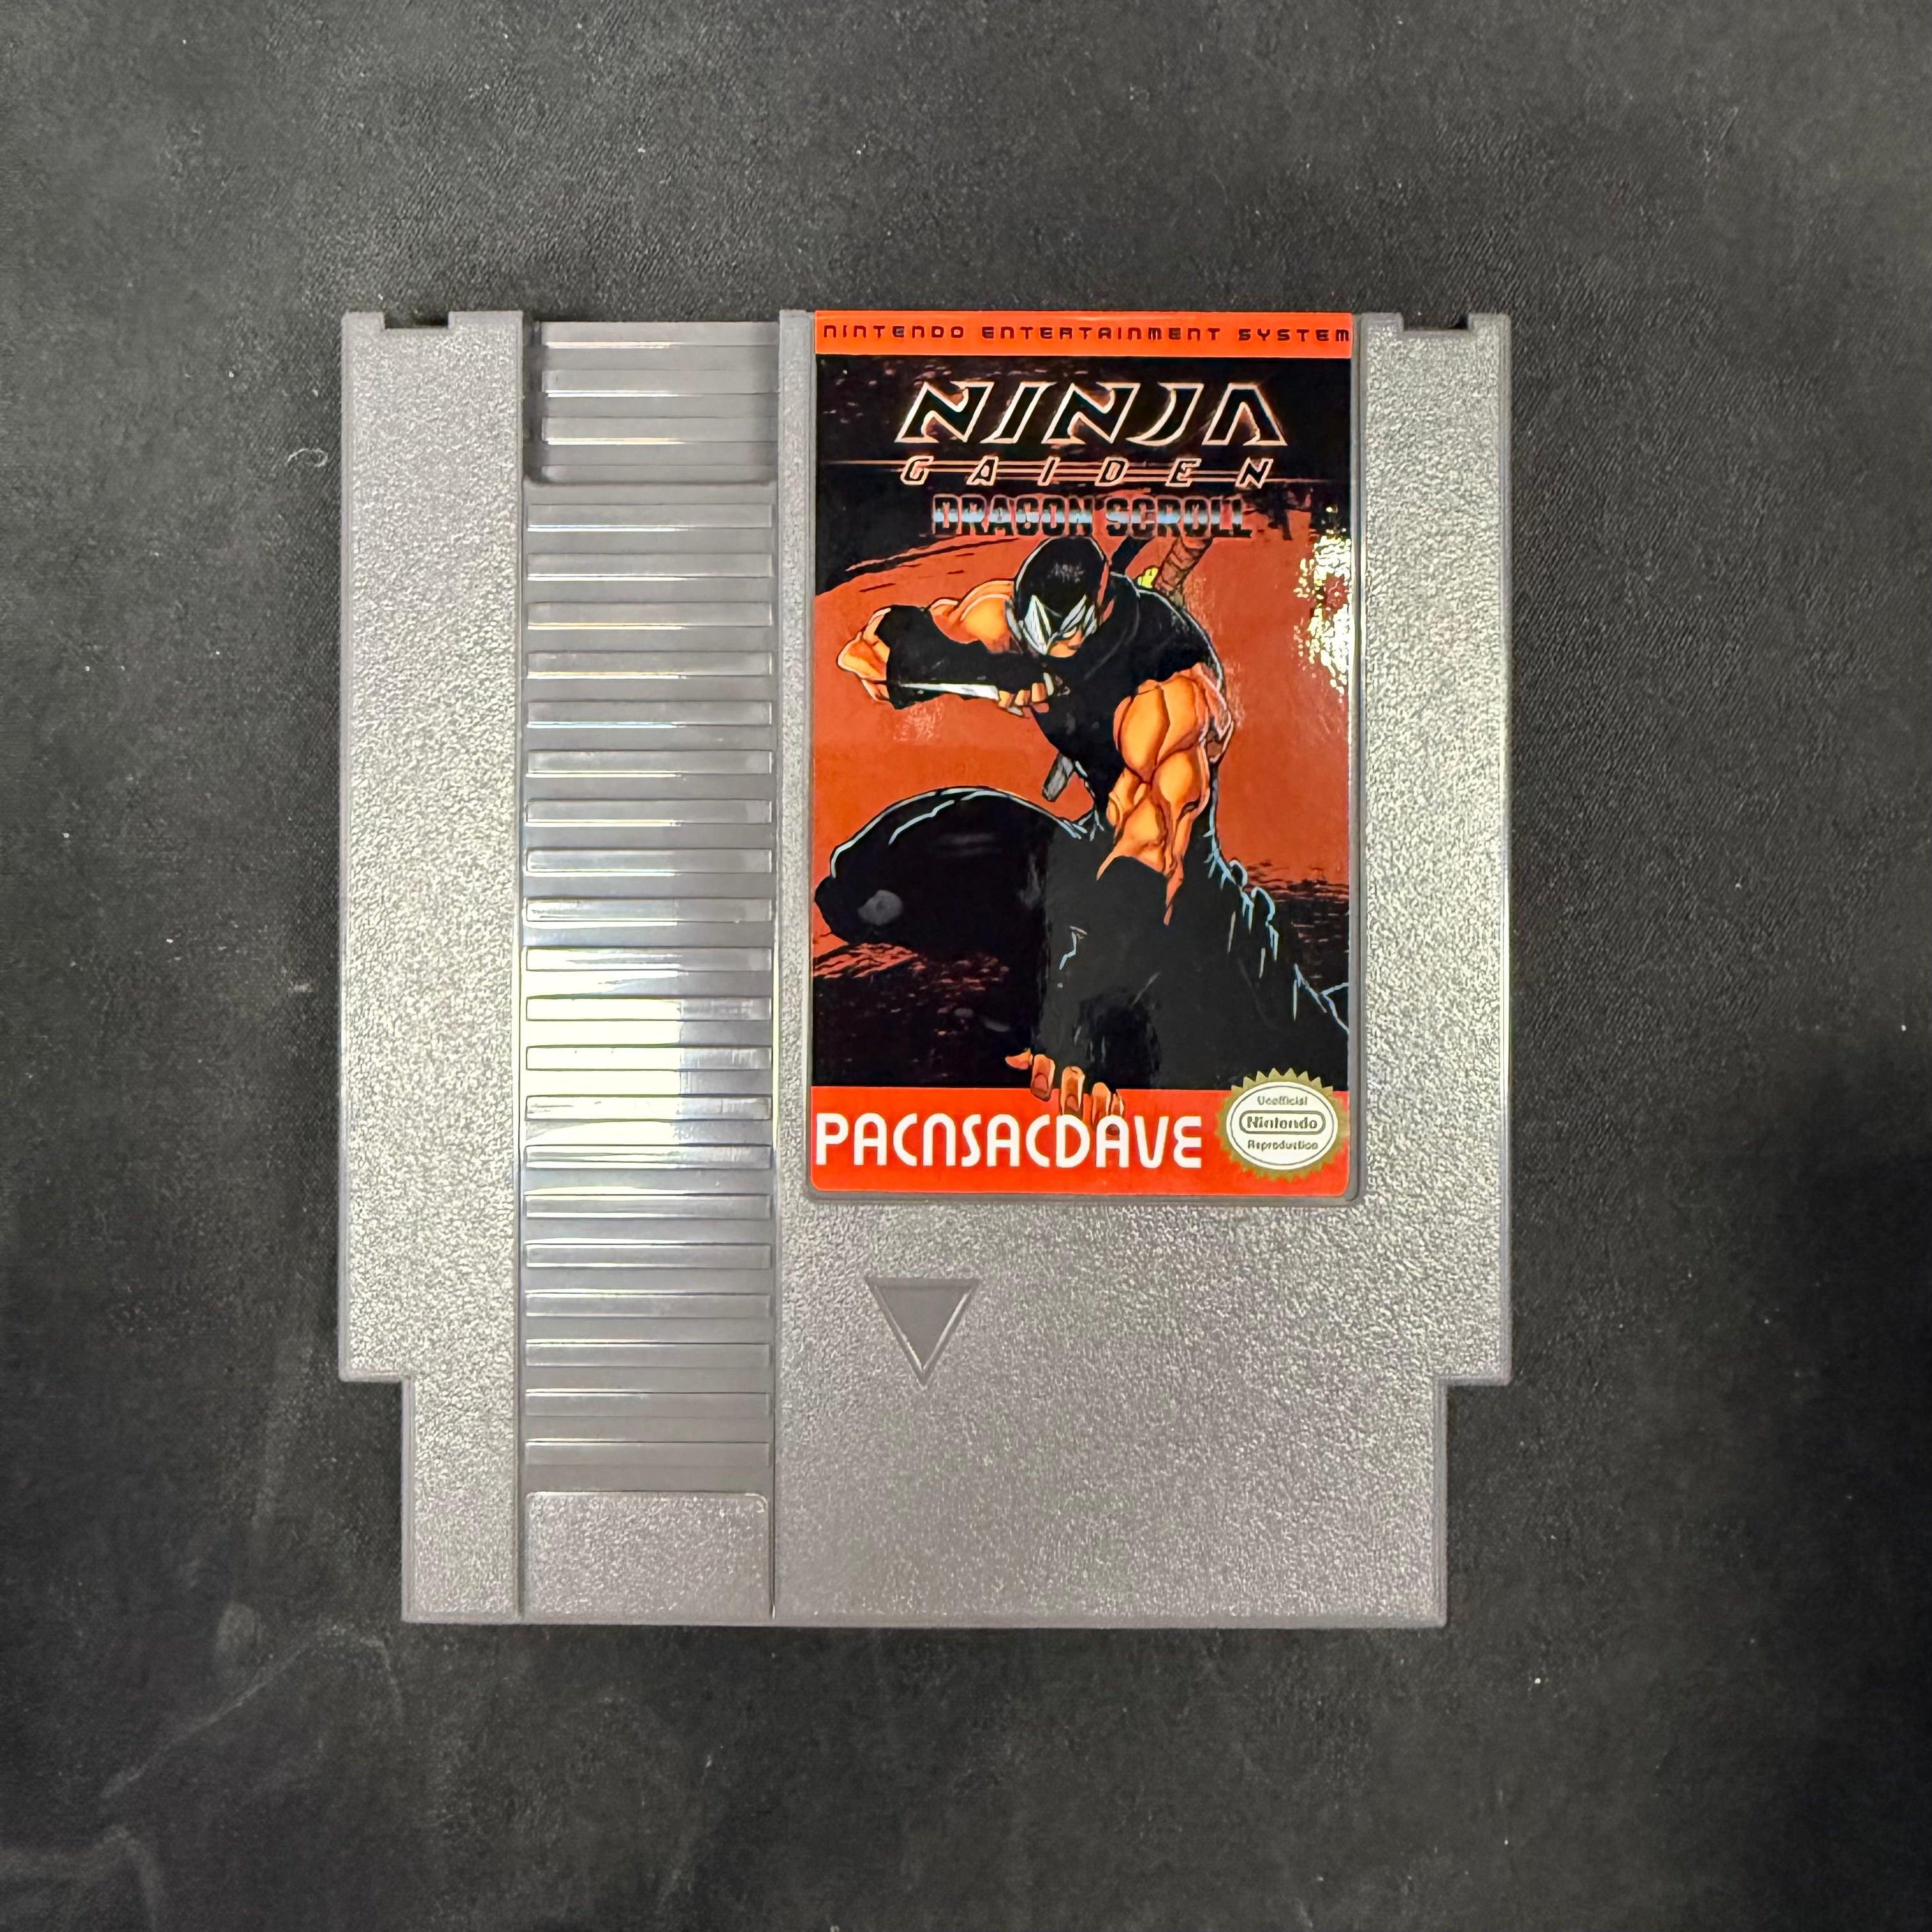 NINTENDO ENTERTAINMENT SYSTEM
NINJA
GAIDEN
DRAGON SCROLL
PACNSACDAVE
Unofficial
Nintendo
Reproduction